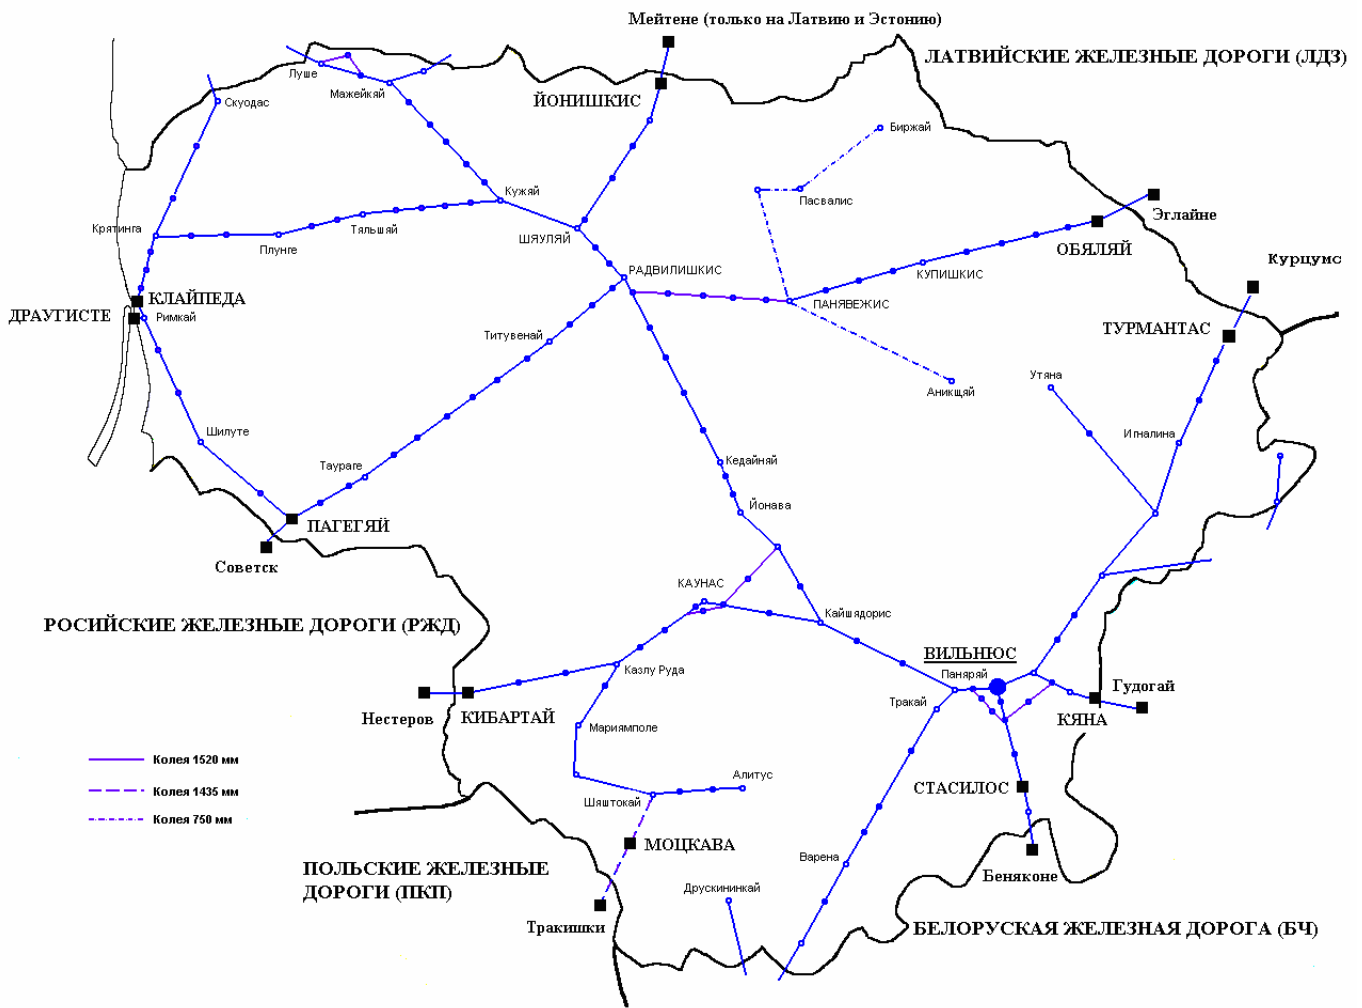 Мейтене (только на Латвию и Эстонию)
ЛАТВИЙСКИЕ ЖЕЛЕЗНЫЕ ДОРОГИ (ЛДЗ)
Луше
Мажейкяй
Скуодас
ЙОНИШКИС
Биржай
Кужяй
Пасвалис
Эглайне
Крятинга
Плунге
Тяльшяй
ШЯУЛЯЙ
ОБЯЛЯЙ
РАДВИЛИШКИС
КУПИШКИС
Курцумс
КЛАЙПЕДА
ДРАУГИСТЕ
Римкай
ПАНЯВЕЖИС
ТУРМАНТАС
Титувенай
Утяна
Аникщяй
Шилуте
Игналина
Таураге
Кедайняй
Йонава
ПАГЕГЯЙ
Советск
КАУНАС
Кайшядорис
РОСИЙСКИЕ ЖЕЛЕЗНЫЕ ДОРОГИ (РЖД)
ВИЛЬНЮС
Казлу Руда
Паняряй
Гудогай
Нестеров
КИБАРТАЙ
Тракай
КЯНА
Мариямполе
Колея 1520 мм
Алитус
СТАСИЛОС
Колея 1435 мм
Шяштокай
Колея 750 мм
МОЦКАВА
Варена
ПОЛЬСКИЕ ЖЕЛЕЗНЫЕ
ДОРОГИ (ПКП)
Беняконе
Друскининкай
Тракишки
БЕЛОРУСКАЯ ЖЕЛЕЗНАЯ ДОРОГА (БЧ)